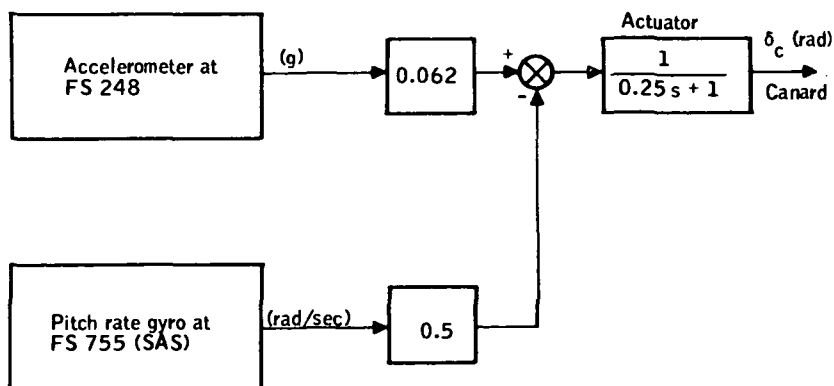 Actuator
Accelerometer at
FS 248
(g)
0.062
+
-
1
0.25 s + 1
δc (rad)
Canard
Pitch rate gyro at
FS 755 (SAS)
(rad/sec)
0.5